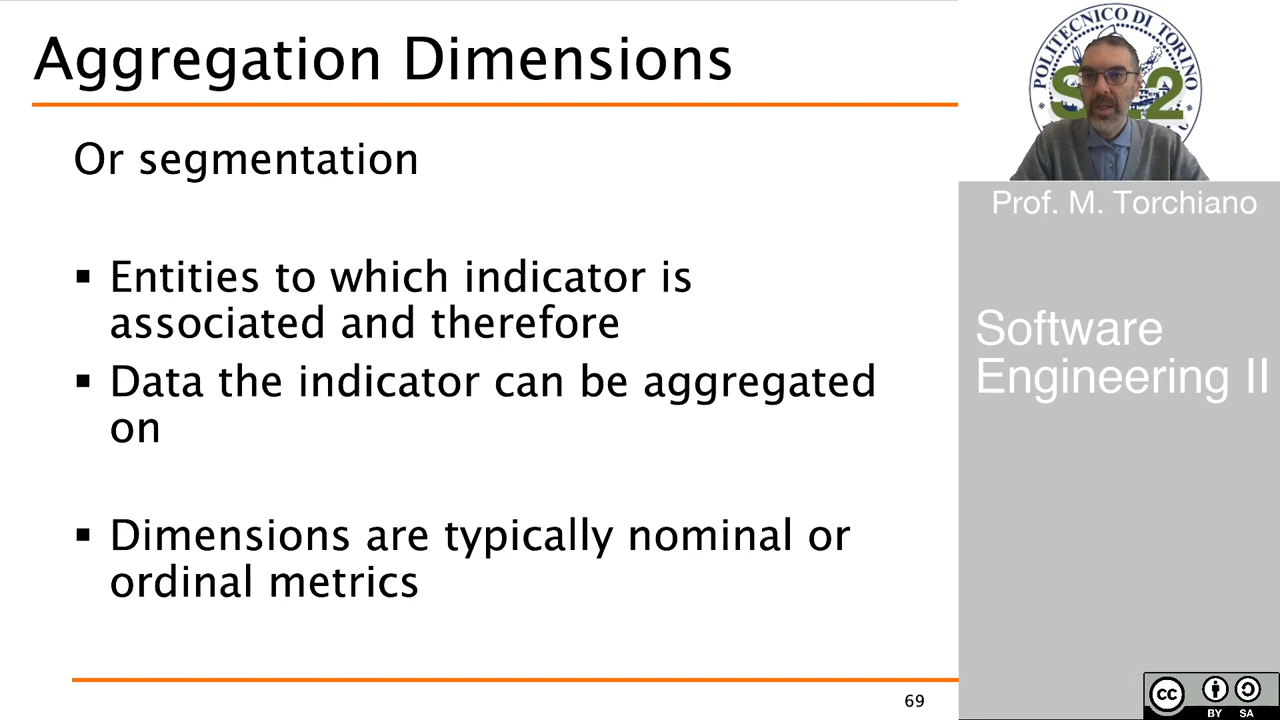 Aggregation Dimensions
Or segmentation
▪ Entities to which indicator is
associated and therefore
▪ Data the indicator can be aggregated
on
▪ Dimensions are typically nominal or
ordinal metrics
69
POLITECNICO DI TORINO
Prof. M. Torchiano
Software
Engineering II
cc
BY SA